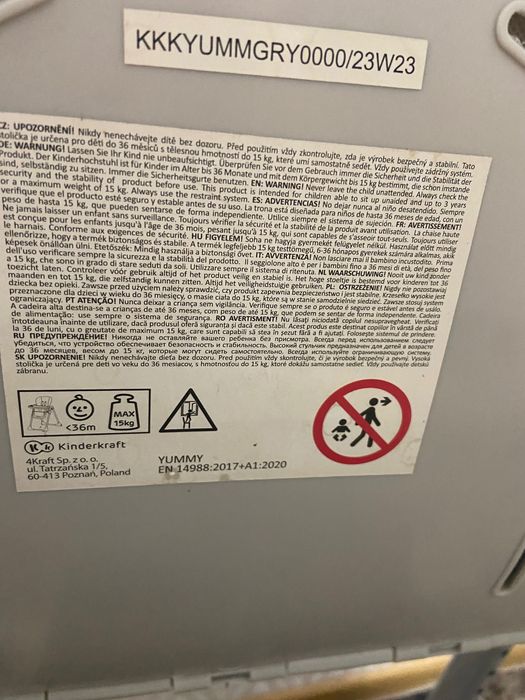 KKKYUMMGRY0000/23W23
CZ: UPOZORNĚNÍ! Nikdy nenechávejte dítě bez dozoru. Před použitím vždy zkontrolujte, zda je výrobek bezpečný a stabilní. Tato
stolička je určena pro děti do 36 měsíců s tělesnou hmotností do 15 kg, které umí samostatně sedět. Vždy používejte zádržný systém.
DE: WARNUNG! Lassen Sie Ihr Kind nie unbeaufsichtigt. Überprüfen Sie vor dem Gebrauch immer die Sicherheit und die Stabilität der
Produkt. Der Kinderhochstuhl ist für Kinder im Alter bis 36 Monate und mit dem Körpergewicht bis 15 kg bestimmt, die schon imstande
sind, selbständig zu sitzen. Immer die Sicherheitsgurte benutzen. EN: WARNING! Never leave the child unattended. Always check the
security and the stability of product before use. This product is intended for children able to sit up unaided and up to 3 years
or a maximum weight of 15 kg. Always use the restraint system. ES: ADVERTENCIAS! No dejar nunca al niño desatendido. Siempre
verifique que el producto esté seguro y estable antes de su uso. La trona está diseñada para niños de hasta 36 meses de edad, con un
peso de hasta 15 kg, que pueden sentarse de forma independiente. Utilice siempre el sistema de sujeción. FR: AVERTISSEMENT!
Ne jamais laisser un enfant sans surveillance. Toujours vérifier la sécurité et la stabilité de la produit avant utilisation. La chaise haute
est conçue pour les enfants jusqu'à l'âge de 36 mois, pesant jusqu'à 15 kg, qui sont capables de s'asseoir tout-seuls. Toujours utiliser
le harnais. Conforme aux exigences de sécurité. HU FIGYELEM! Soha ne hagyja gyermekét felügyelet nélkül. Használat előtt mindig
ellenőrizze, hogy a termék biztonságos és stabile. A termék legfeljebb 15 kg testtömegű, 6-36 hónapos gyerekek számára alkalmas, akik
képesek önállóan ülni. Etetőszék: Mindig használja a biztonsági övet. IT: AVVERTENZA! Non lasciare mai il bambino incustodito. Prima
dell'uso verificare sempre la sicurezza e la stabilità del prodotto. Il seggiolone alto è per i bambini fino a 36 mesi di età, del peso fino
a 15 kg, che sono in grado di stare seduti da soli. Utilizzare sempre il sistema di ritenuta. NL WAARSCHUWING! Nooit uw kind zonder
toezicht laten. Controleer vóór gebruik altijd of het product veilig en stabiel is. Het hoge stoeltje is bestemd voor kinderen tot 36
maanden en tot 15 kg, die zelfstandig kunnen zitten. Altijd het veiligheidstuigje gebruiken. PL: OSTRZEŻENIE! Nigdy nie pozostawiaj
dziecka bez opieki. Zawsze przed użyciem należy sprawdzić, czy produkt zapewnia bezpieczeństwo i jest stabilny. Krzesełko wysokie jest
przeznaczone dla dzieci w wieku do 36 miesięcy, o masie ciała do 15 kg, które są w stanie samodzielnie siedzieć. Zawsze stosuj system
ograniczający. PT ATENÇÃO! Nunca deixar a criança sem vigilância. Verifique sempre se o produto é seguro e estável antes de usálo.
A cadeira alta destina-se a crianças de até 36 meses, com peso de até 15 kg, que podem se sentar de forma independente. Cadeira
de alimentação: use sempre o sistema de segurança. RO AVERTISMENT! Nu lăsați niciodată copilul nesupravegheat. Verificați
întotdeauna înainte de utilizare, dacă produsul oferă siguranță și dacă este stabil. Acest produs este destinat copiilor în vârstă de până
la 36 de luni, cu o greutate de maximum 15 kg, care sunt capabili să stea în șezut fără a fi ajutați. Folosește sistemul de prindere.
RU ПРЕДУПРЕЖДЕНИЕ! Никогда не оставляйте вашего ребенка без присмотра. Всегда перед использованием следует
убедиться, что устройство обеспечивает безопасность и стабильность. Высокий стульчик предназначен для детей в возрасте
до 36 месяцев, весом до 15 кг, которые могут сидеть самостоятельно. Всегда используйте ограничивающую систему.
SK UPOZORNENIE! Nikdy nenechávajte dieťa bez dozoru. Pred použitím vždy skontrolujte, či je výrobok bezpečný a pevný. Vysoká
stolička je určená pre deti vo veku do 36 mesiacov, s hmotnosťou do 15 kg, ktoré dokážu samostatne sedieť. Vždy používajte detskú
zábranu.
<36m
MAX
15kg
Kinderkraft
4Kraft Sp. z o. o.
ul. Tatrzańska 1/5,
60-413 Poznań, Poland
YUMMY
EN 14988:2017+A1:2020